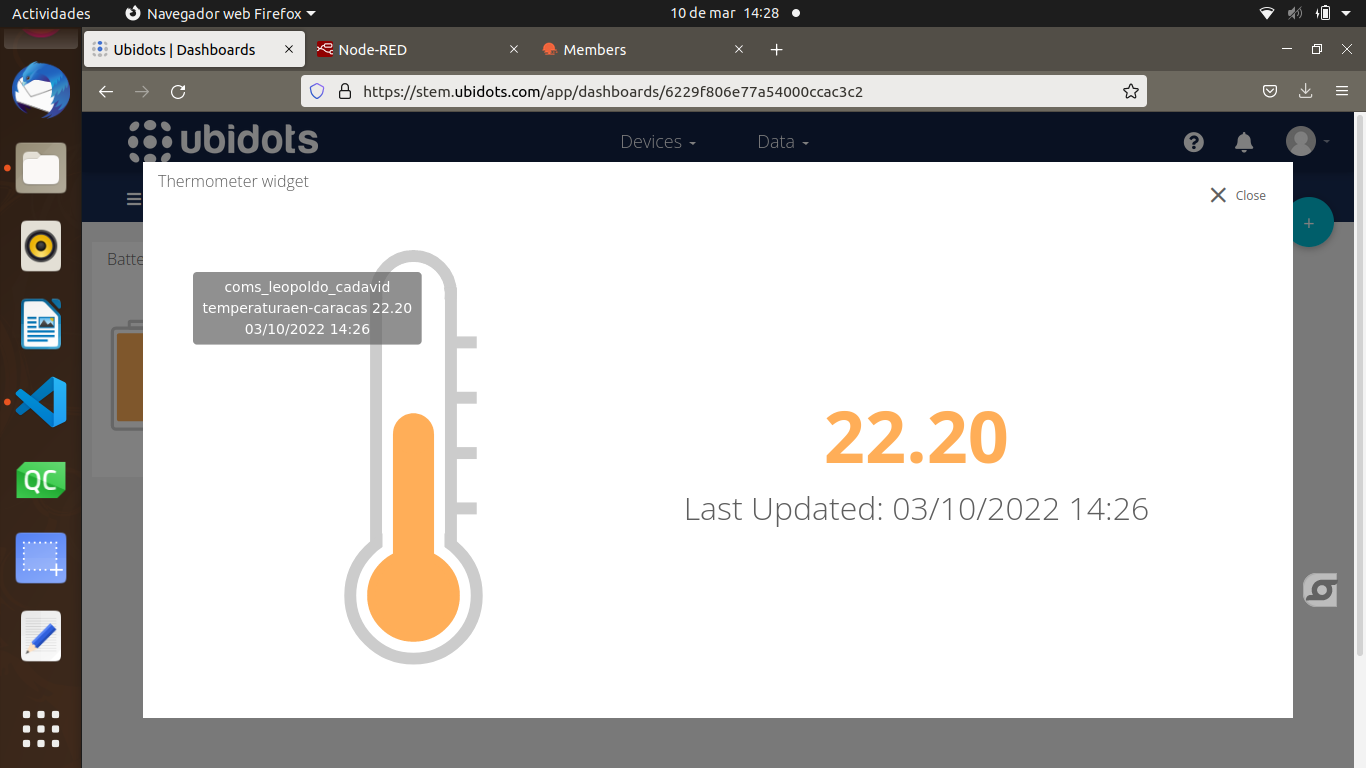 Actividades
Navegador web Firefox
10 de mar 14:28
Ubidots | Dashboards
Node-RED
Members
https://stem.ubidots.com/app/dashboards/6229f806e77a54000ccac3c2
ubidots
Devices
Data
Thermometer widget
Close
Batte
coms_leopoldo_cadavid
temperaturaen-caracas 22.20
03/10/2022 14:26
22.20
Last Updated: 03/10/2022 14:26
QC